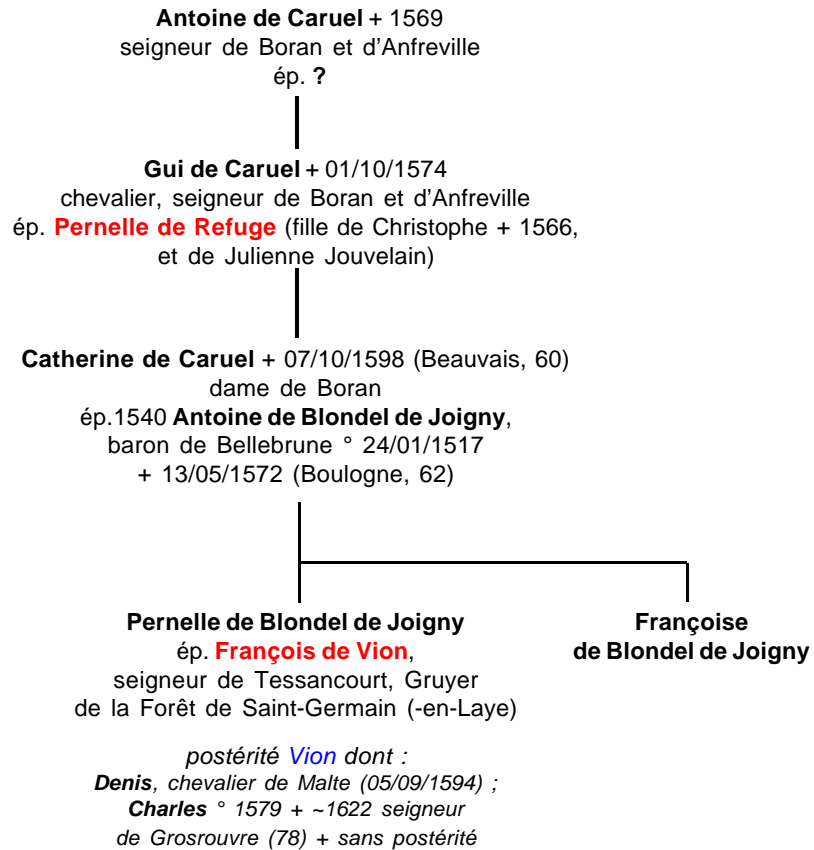 Antoine de Caruel + 1569
seigneur de Boran et d'Anfreville
ép. ?
Gui de Caruel + 01/10/1574
chevalier, seigneur de Boran et d'Anfreville
ép. Pernelle de Refuge (fille de Christophe + 1566,
et de Julienne Jouvelain)
Catherine de Caruel + 07/10/1598 (Beauvais, 60)
dame de Boran
ép.1540 Antoine de Blondel de Joigny,
baron de Bellebrune ° 24/01/1517
+ 13/05/1572 (Boulogne, 62)
Pernelle de Blondel de Joigny
ép. François de Vion,
seigneur de Tessancourt, Gruyer
de la Forêt de Saint-Germain (-en-Laye)
postérité Vion dont :
Denis, chevalier de Malte (05/09/1594) ;
Charles ° 1579 + ~1622 seigneur
de Grosrouvre (78) + sans postérité
Françoise
de Blondel de Joigny